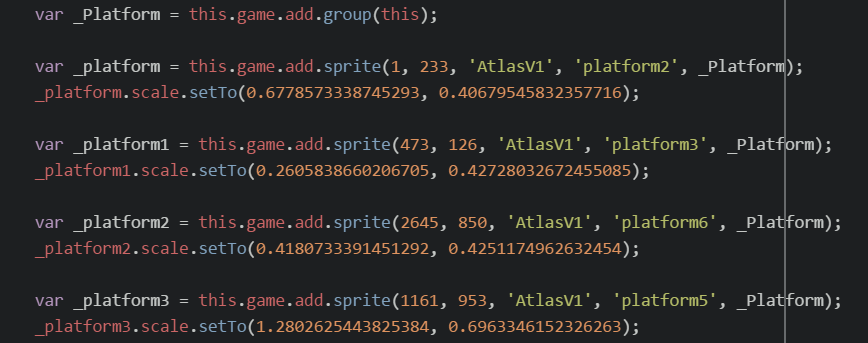 var _Platform = this.game.add.group(this);
var _platform = this.game.add.sprite(1, 233, 'AtlasV1', 'platform2', _Platform);
_platform.scale.setTo(0.6778573338745293, 0.40679545832357716);
var _platform1 = this.game.add.sprite(473, 126, 'AtlasV1', 'platform3', _Platform);
_platform1.scale.setTo(0.2605838660206705, 0.42728032672455085);
var _platform2 = this.game.add.sprite(2645, 850, 'AtlasV1', 'platform6', _Platform);
_platform2.scale.setTo(0.4180733391451292, 0.4251174962632454);
var _platform3 = this.game.add.sprite(1161, 953, 'AtlasV1', 'platform5', _Platform);
_platform3.scale.setTo(1.2802625443825384, 0.6963346152326263);